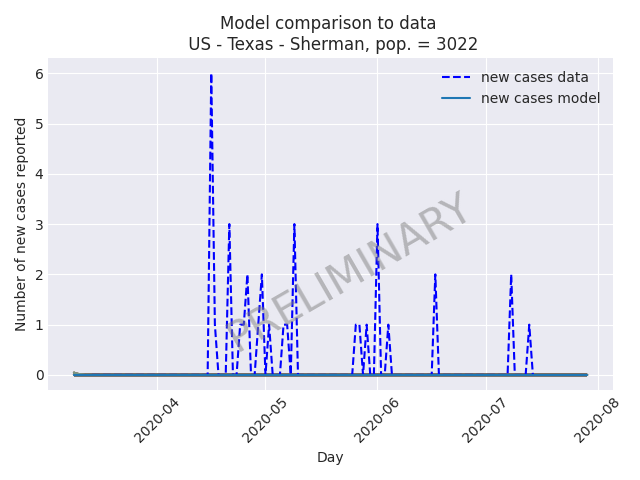 Model comparison to data
US - Texas - Sherman, pop. = 3022
new cases data
new cases model
Number of new cases reported
6
5
4
3
2
1
0
PRELIMINARY
2020-04
2020-05
2020-06
2020-07
2020-08
Day